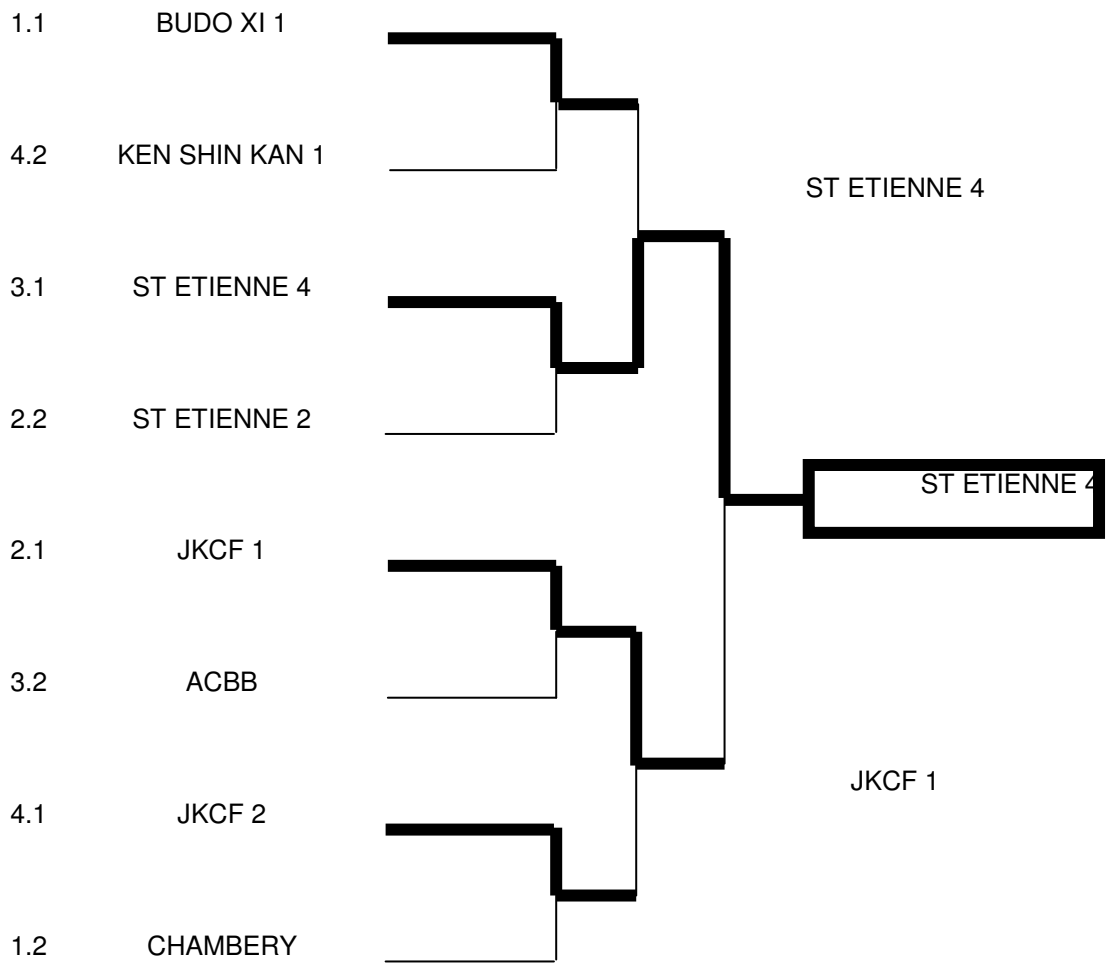 1.1 BUDO XI 1
4.2 KEN SHIN KAN 1
ST ETIENNE 4
3.1 ST ETIENNE 4
2.2 ST ETIENNE 2
ST ETIENNE 4
2.1 JKCF 1
3.2 ACBB
JKCF 1
4.1 JKCF 2
1.2 CHAMBERY